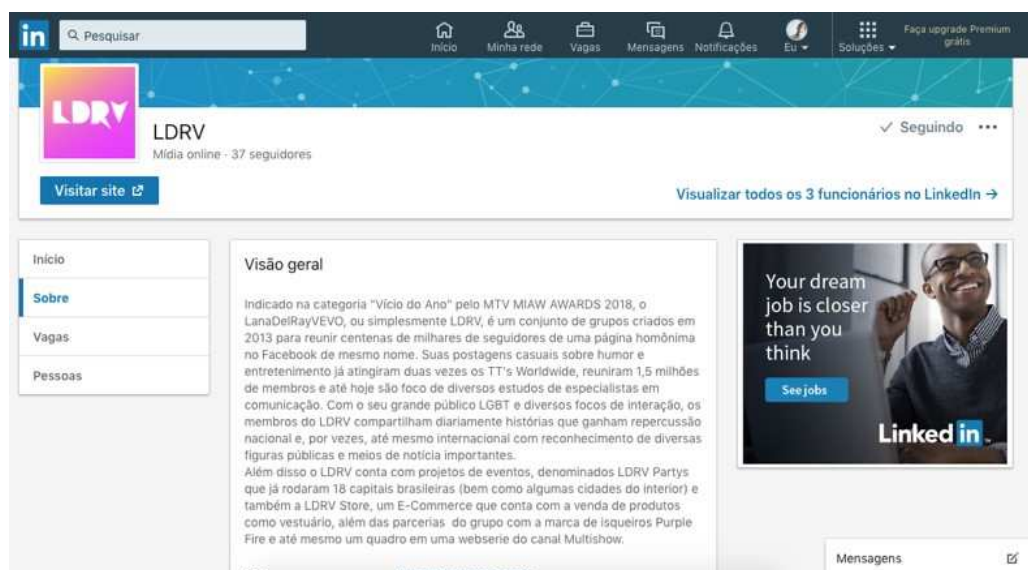 in
Pesquisar
Início
Minha rede
Vagas
Mensagens
Notificações
Eu
Soluções
Faça upgrade Premium
grátis
LDRV
LDRV
Mídia online · 37 seguidores
Seguindo
Visitar site
Visualizar todos os 3 funcionários no LinkedIn →
Início
Sobre
Vagas
Pessoas
Visão geral
Indicado na categoria "Vício do Ano" pelo MTV MIAW AWARDS 2018, o
LanaDelRayVEVO, ou simplesmente LDRV, é um conjunto de grupos criados em
2013 para reunir centenas de milhares de seguidores de uma página homônima
no Facebook de mesmo nome. Suas postagens casuais sobre humor e
entretenimento já atingiram duas vezes os TT's Worldwide, reuniram 1,5 milhões
de membros e até hoje são foco de diversos estudos de especialistas em
comunicação. Com o seu grande público LGBT e diversos focos de interação, os
membros do LDRV compartilham diariamente histórias que ganham repercussão
nacional e, por vezes, até mesmo internacional com reconhecimento de diversas
figuras públicas e meios de notícia importantes.
Além disso o LDRV conta com projetos de eventos, denominados LDRV Partys
que já rodaram 18 capitais brasileiras (bem como algumas cidades do interior) e
também a LDRV Store, um E-Commerce que conta com a venda de produtos
como vestuário, além das parcerias do grupo com a marca de isqueiros Purple
Fire e até mesmo um quadro em uma webserie do canal Multishow.
Your dream
job is closer
than you
think
See jobs
Linked in
Mensagens